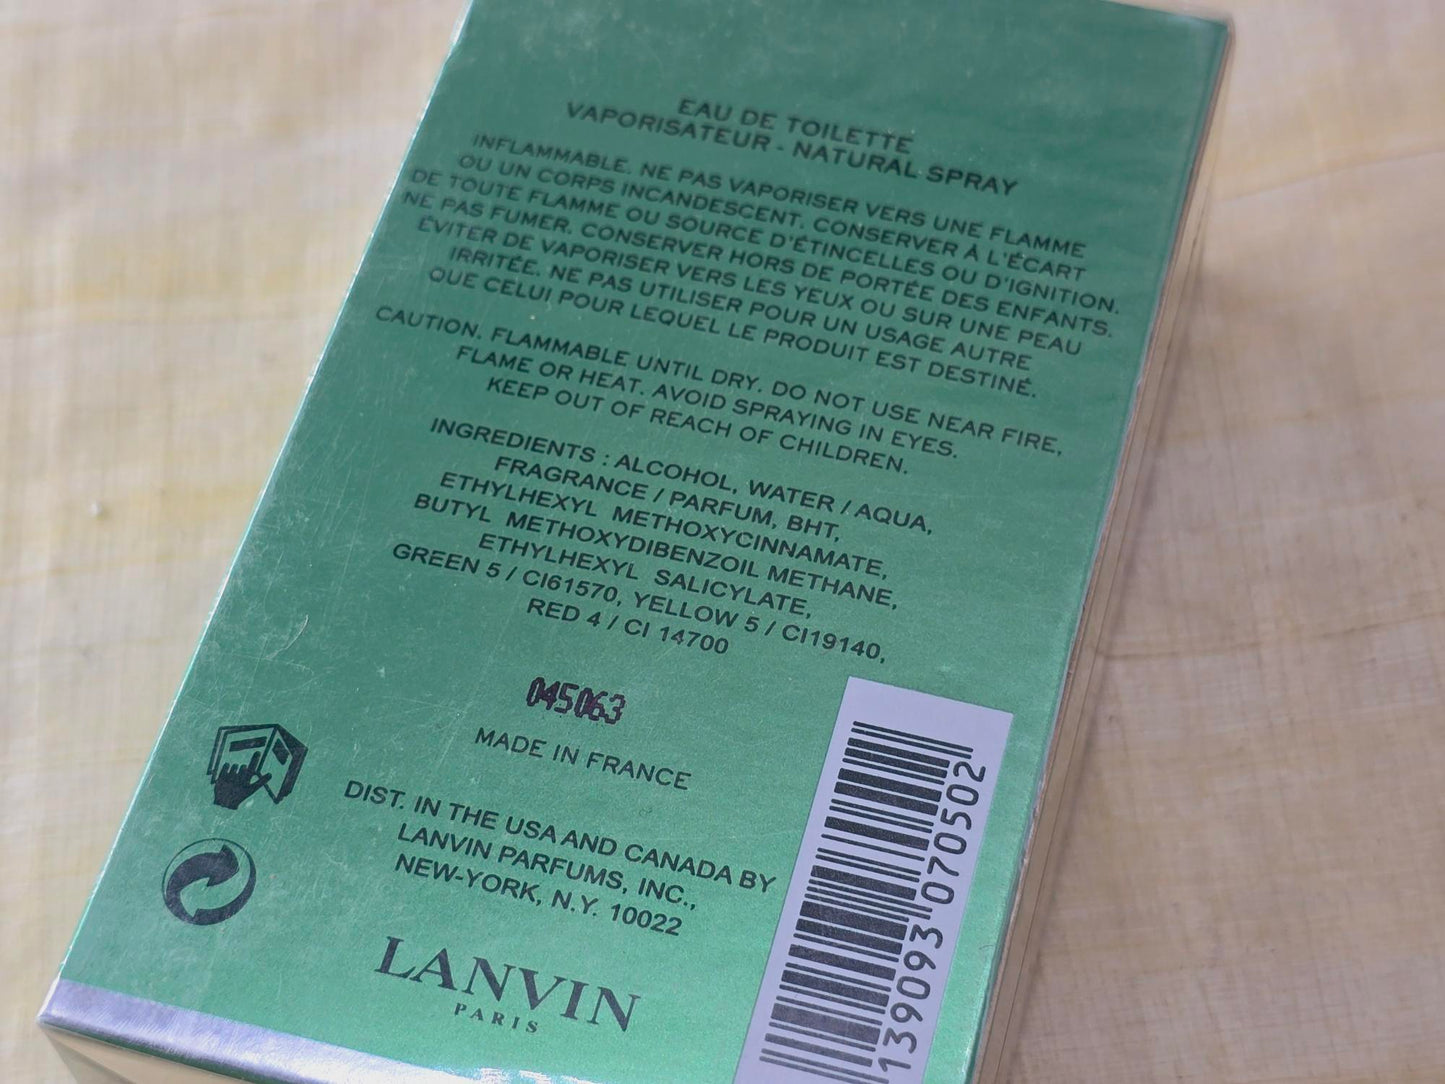 EAU DE TOILETTE
VAPORISATEUR - NATURAL SPRAY
INFLAMMABLE. NE PAS VAPORISER VERS UNE FLAMME
OU UN CORPS INCANDESCENT. CONSERVER À L'ÉCART
DE TOUTE FLAMME OU SOURCE D'ÉTINCELLES OU D'IGNITION.
NE PAS FUMER. CONSERVER HORS DE PORTÉE DES ENFANTS.
ÉVITER DE VAPORISER VERS LES YEUX OU SUR UNE PEAU
IRRITÉE. NE PAS UTILISER POUR UN USAGE AUTRE
QUE CELUI POUR LEQUEL LE PRODUIT EST DESTINÉ.
CAUTION. FLAMMABLE UNTIL DRY. DO NOT USE NEAR FIRE,
FLAME OR HEAT. AVOID SPRAYING IN EYES.
KEEP OUT OF REACH OF CHILDREN.
INGREDIENTS : ALCOHOL, WATER / AQUA,
FRAGRANCE / PARFUM, BHT,
ETHYLHEXYL METHOXYCINNAMATE,
BUTYL METHOXYDIBENZOIL METHANE,
ETHYLHEXYL SALICYLATE,
GREEN 5 / CI61570, YELLOW 5 / CI19140,
RED 4 / CI 14700
045063
MADE IN FRANCE
DIST. IN THE USA AND CANADA BY
LANVIN PARFUMS, INC.,
NEW-YORK, N.Y. 10022
LANVIN
PARIS
139093 070502